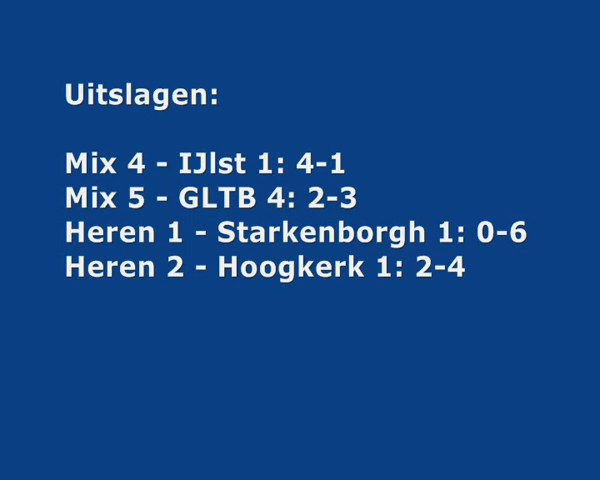 Uitslagen:
Mix 4 - IJlst 1: 4-1
Mix 5 - GLTB 4: 2-3
Heren 1 - Starkenborgh 1: 0-6
Heren 2 - Hoogkerk 1: 2-4